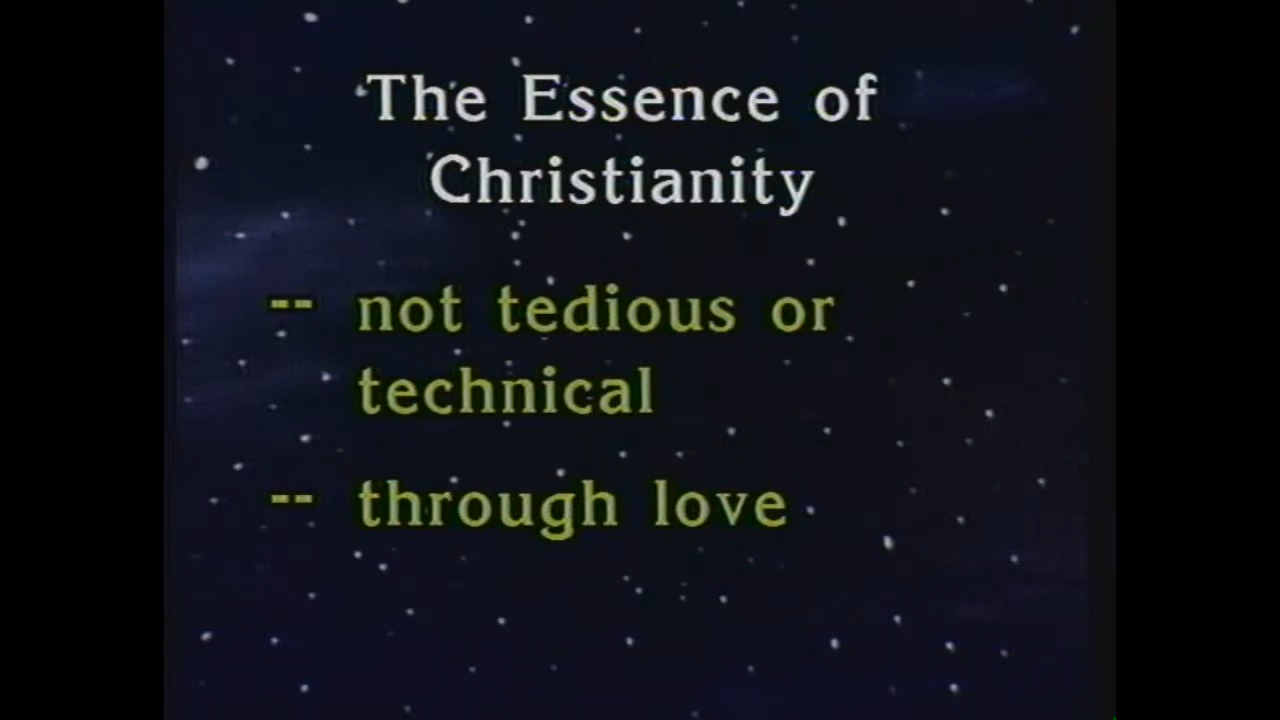 The Essence of
Christianity
-- not tedious or
technical
-- through love